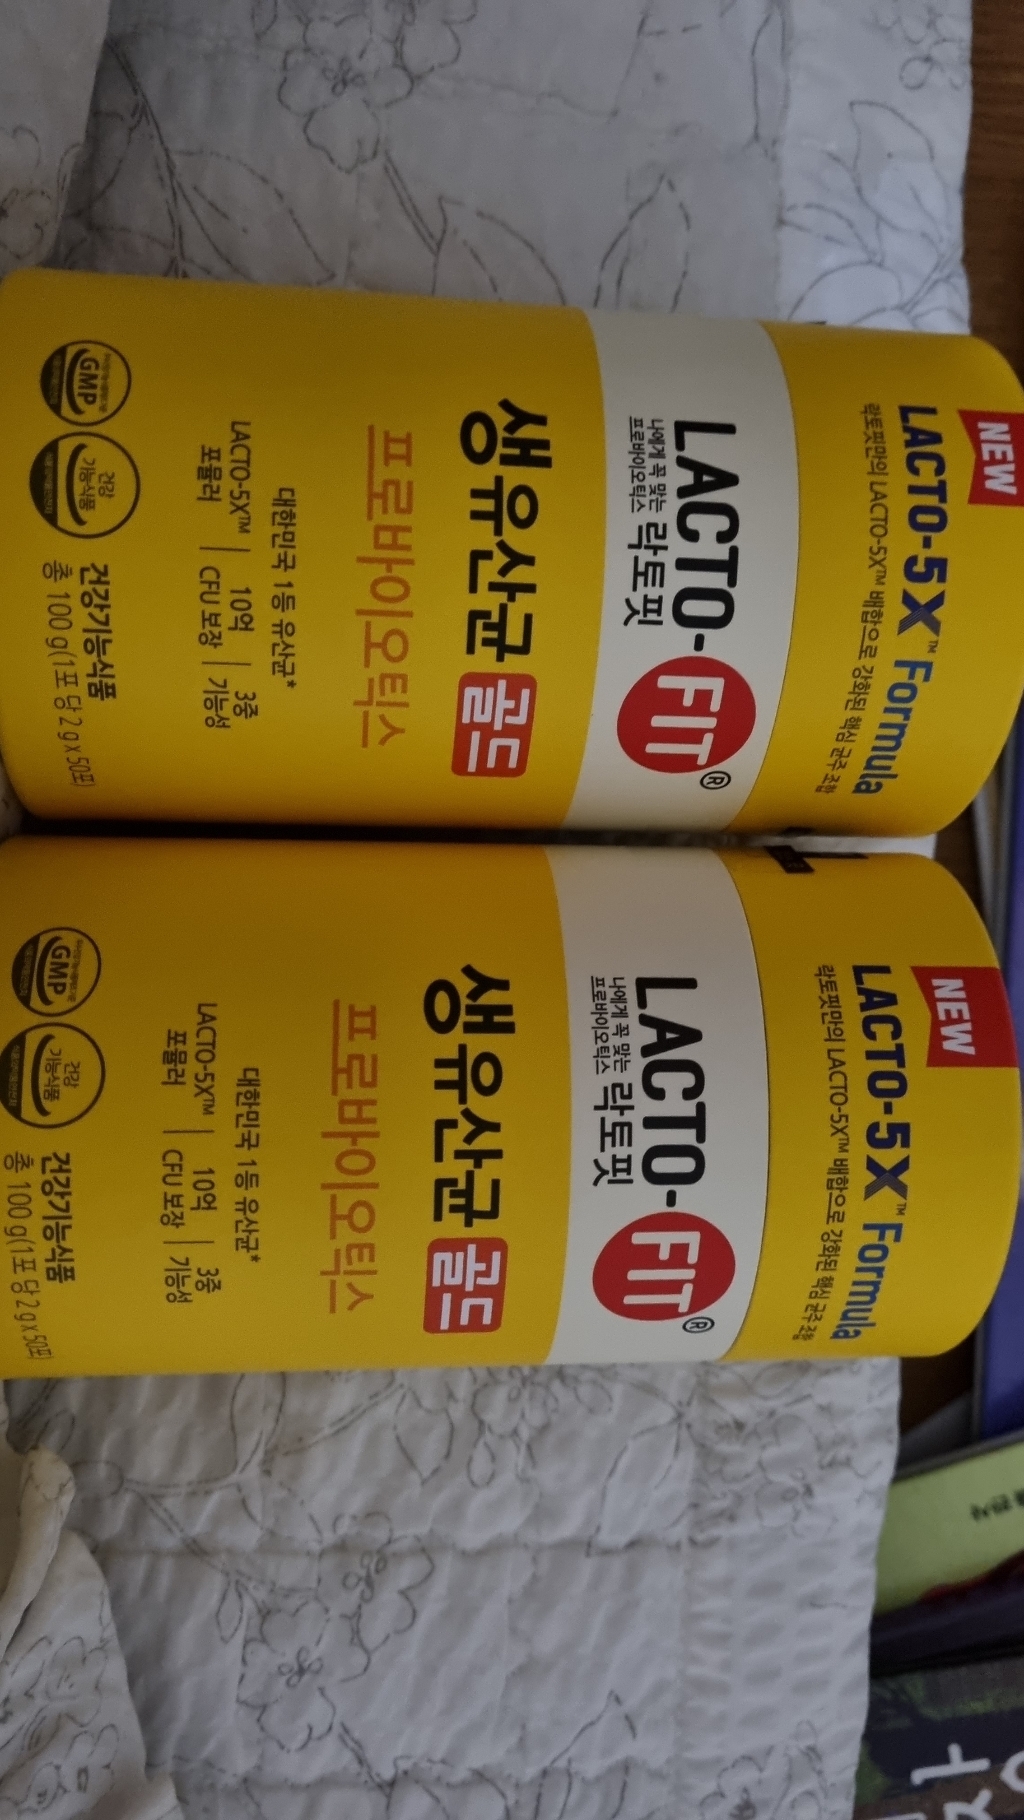 NEW
LACTO-5X™ Formula
락토핏만의 LACTO-5X™ 배합으로 강화된 핵심 균주 조합
LACTO-FIT®
나에게 꼭 맞는
프로바이오틱스
락토핏
생유산균 골드
프로바이오틱스
대한민국 1등 유산균*
LACTO-5X™ | 10억 | 3중
포뮬러 | CFU 보장 | 기능성
GMP
건강
기능식품
건강기능식품
총 100 g(1포 당 2 g x 50포)
NEW
LACTO-5X™ Formula
락토핏만의 LACTO-5X™ 배합으로 강화된 핵심 균주 조합
LACTO-FIT®
나에게 꼭 맞는
프로바이오틱스
락토핏
생유산균 골드
프로바이오틱스
대한민국 1등 유산균*
LACTO-5X™ | 10억 | 3중
포뮬러 | CFU 보장 | 기능성
GMP
건강
기능식품
건강기능식품
총 100 g(1포 당 2 g x 50포)